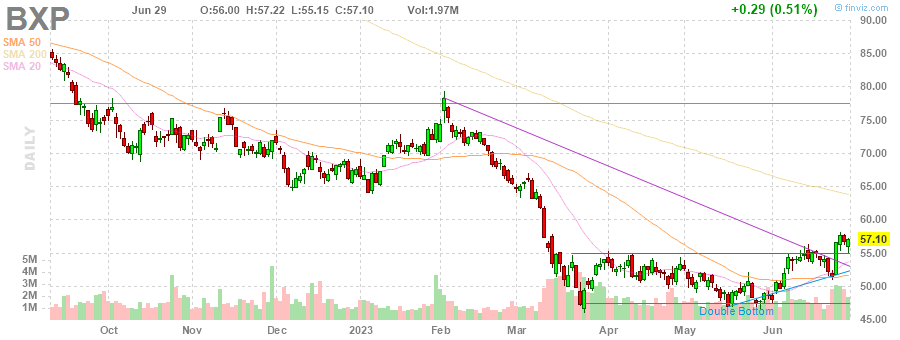 BXP Jun 29 O:56.00 H:57.22 L:55.15 C:57.10 Vol:1.97M +0.29 (0.51%) © finviz.com
SMA 50
SMA 200
SMA 20
DAILY
90.00
85.00
80.00
75.00
70.00
65.00
60.00
57.10
55.00
50.00
45.00
5M
4M
3M
2M
1M
Double Bottom
Oct Nov Dec 2023 Feb Mar Apr May Jun